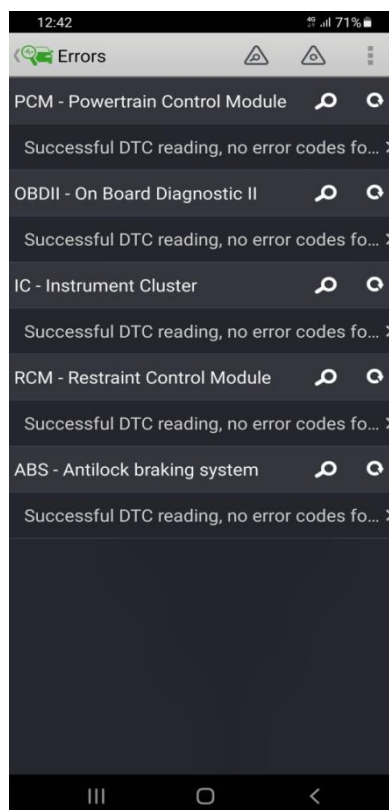 12:42 4G 71%
Errors
PCM - Powertrain Control Module
Successful DTC reading, no error codes fo...
OBDII - On Board Diagnostic II
Successful DTC reading, no error codes fo...
IC - Instrument Cluster
Successful DTC reading, no error codes fo...
RCM - Restraint Control Module
Successful DTC reading, no error codes fo...
ABS - Antilock braking system
Successful DTC reading, no error codes fo...